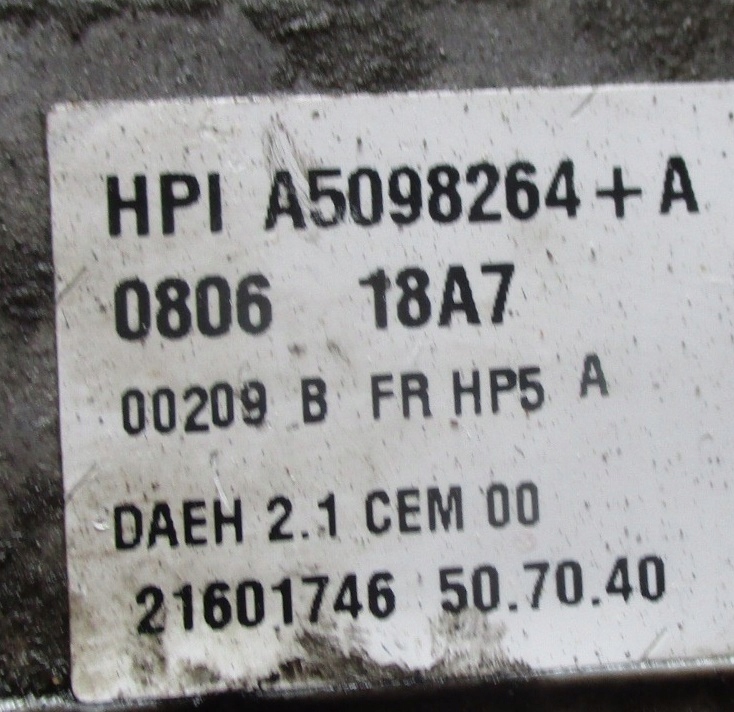 HPI A5098264+A
0806 18A7
00209 B FR HP5 A
DAEH 2.1 CEM 00
21601746 50.70.40